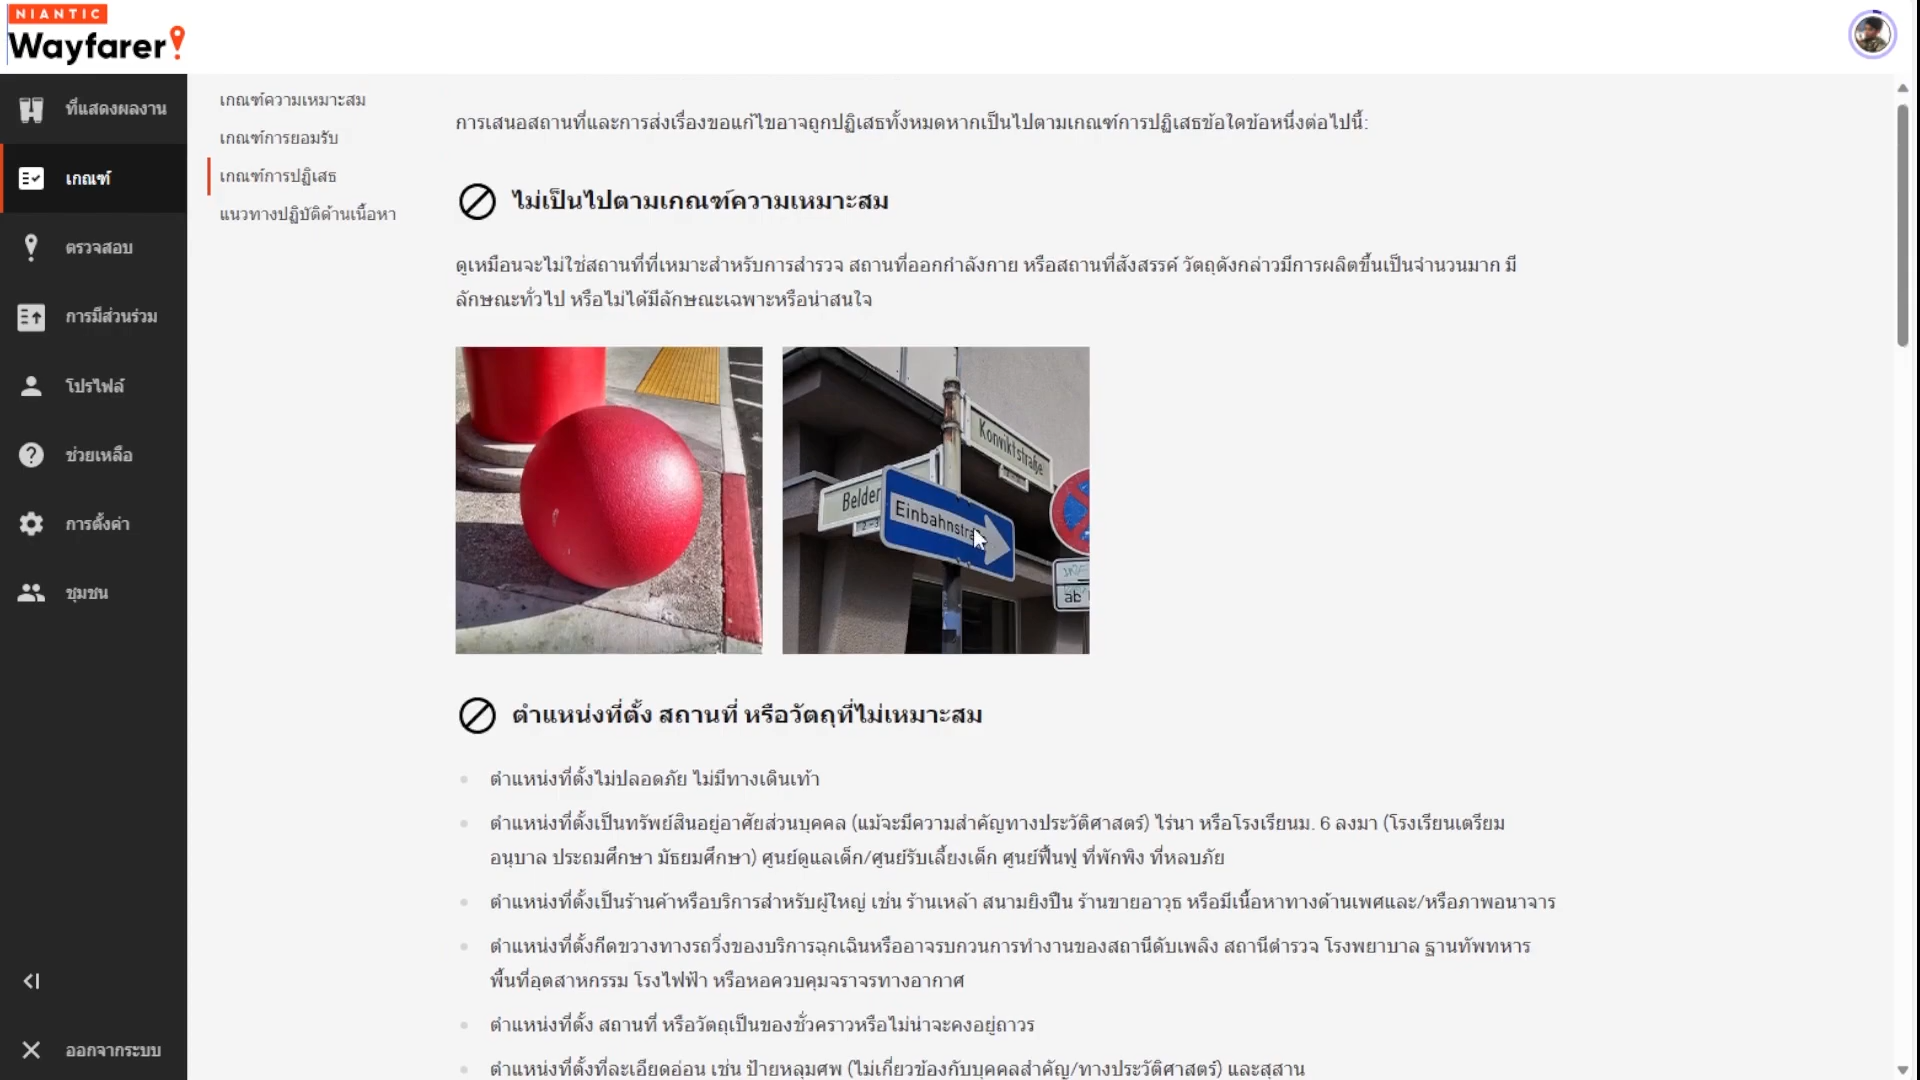 NIANTIC
Wayfarer
ที่แสดงผลงาน
เกณฑ์
ตรวจสอบ
การมีส่วนร่วม
โปรไฟล์
ช่วยเหลือ
การตั้งค่า
ชุมชน
ออกจากระบบ
เกณฑ์ความเหมาะสม
เกณฑ์การยอมรับ
เกณฑ์การปฏิเสธ
แนวทางปฏิบัติด้านเนื้อหา
การเสนอสถานที่และการส่งเรื่องขอแก้ไขอาจถูกปฏิเสธทั้งหมดหากเป็นไปตามเกณฑ์การปฏิเสธข้อใดข้อหนึ่งต่อไปนี้:
ไม่เป็นไปตามเกณฑ์ความเหมาะสม
ดูเหมือนจะไม่ใช่สถานที่ที่เหมาะสำหรับการสำรวจ สถานที่ออกกำลังกาย หรือสถานที่สังสรรค์ วัตถุดังกล่าวมีการผลิตขึ้นเป็นจำนวนมาก มี
ลักษณะทั่วไป หรือไม่ได้มีลักษณะเฉพาะหรือน่าสนใจ
Konviktstraße
Belder
Einbahnstra
ab
ตำแหน่งที่ตั้ง สถานที่ หรือวัตถุที่ไม่เหมาะสม
ตำแหน่งที่ตั้งไม่ปลอดภัย ไม่มีทางเดินเท้า
ตำแหน่งที่ตั้งเป็นทรัพย์สินอยู่อาศัยส่วนบุคคล (แม้จะมีความสำคัญทางประวัติศาสตร์) ไร่นา หรือโรงเรียนม. 6 ลงมา (โรงเรียนเตรียม
อนุบาล ประถมศึกษา มัธยมศึกษา) ศูนย์ดูแลเด็ก/ศูนย์รับเลี้ยงเด็ก ศูนย์ฟื้นฟู ที่พักพิง ที่หลบภัย
ตำแหน่งที่ตั้งเป็นร้านค้าหรือบริการสำหรับผู้ใหญ่ เช่น ร้านเหล้า สนามยิงปืน ร้านขายอาวุธ หรือมีเนื้อหาทางด้านเพศและ/หรือภาพอนาจาร
ตำแหน่งที่ตั้งกีดขวางทางรถวิ่งของบริการฉุกเฉินหรืออาจรบกวนการทำงานของสถานีดับเพลิง สถานีตำรวจ โรงพยาบาล ฐานทัพทหาร
พื้นที่อุตสาหกรรม โรงไฟฟ้า หรือหอควบคุมจราจรทางอากาศ
ตำแหน่งที่ตั้ง สถานที่ หรือวัตถุเป็นของชั่วคราวหรือไม่น่าจะคงอยู่ถาวร
ตำแหน่งที่ตั้งที่ละเอียดอ่อน เช่น ป้ายหลุมศพ (ไม่เกี่ยวข้องกับบุคคลสำคัญ/ทางประวัติศาสตร์) และสุสาน